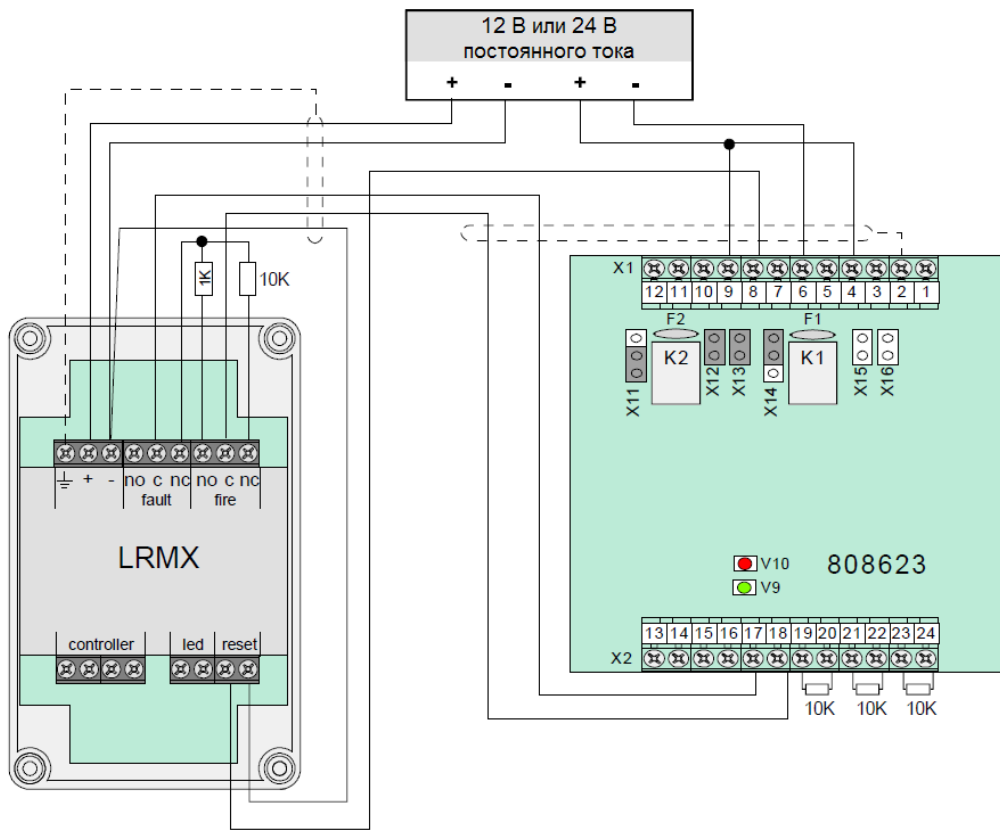 12 В или 24 В
постоянного тока
+ - + -
X1
12 11 10 9 8 7 6 5 4 3 2 1
1K
10K
F2 F1
K2 K1
X11 X12 X13 X14 X15 X16
+ - no c nc no c nc
fault fire
LRMX
V10
V9
808623
controller led reset
13 14 15 16 17 18 19 20 21 22 23 24
X2
10K 10K 10K